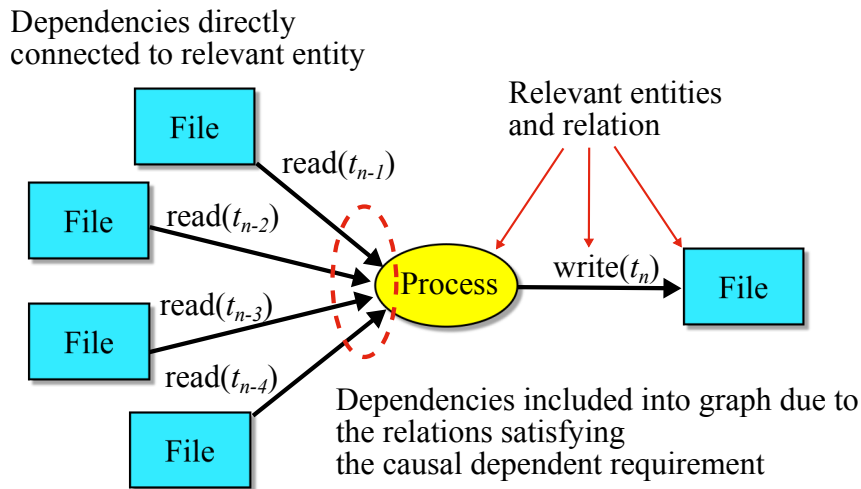 Dependencies directly
connected to relevant entity
Relevant entities
and relation
File
read(tn-1)
File
read(tn-2)
Process
write(tn)
File
read(tn-3)
File
read(tn-4)
File
Dependencies included into graph due to
the relations satisfying
the causal dependent requirement